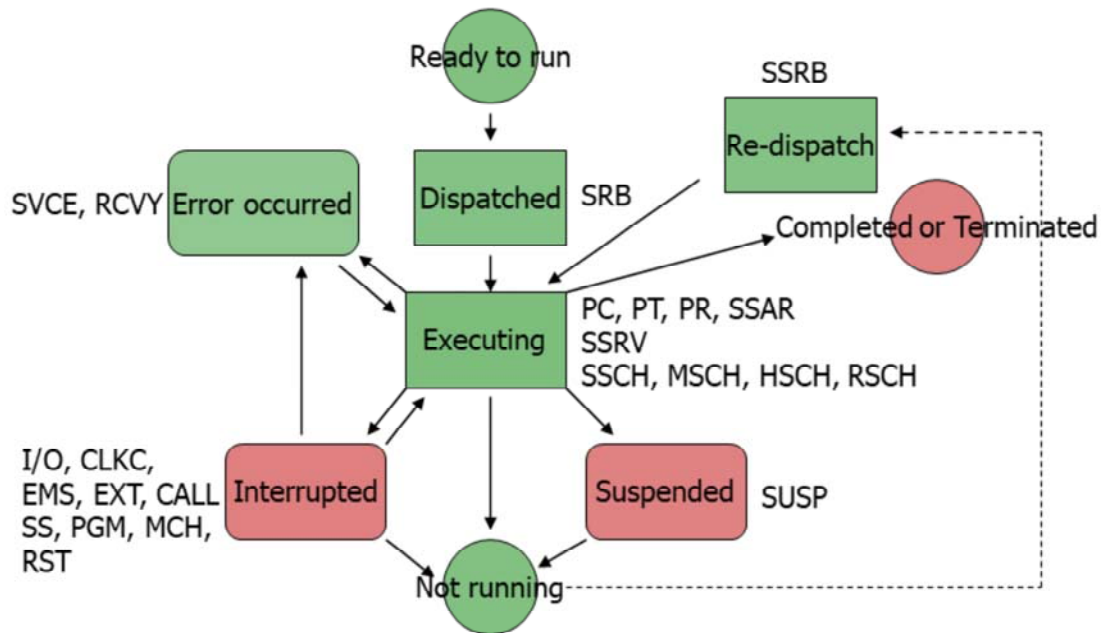 Ready to run
SSRB
Re-dispatch
SVCE, RCVY
Error occurred
Dispatched
SRB
Completed or Terminated
Executing
PC, PT, PR, SSAR
SSRV
SSCH, MSCH, HSCH, RSCH
I/O, CLKC,
EMS, EXT, CALL
SS, PGM, MCH,
RST
Interrupted
Suspended
SUSP
Not running